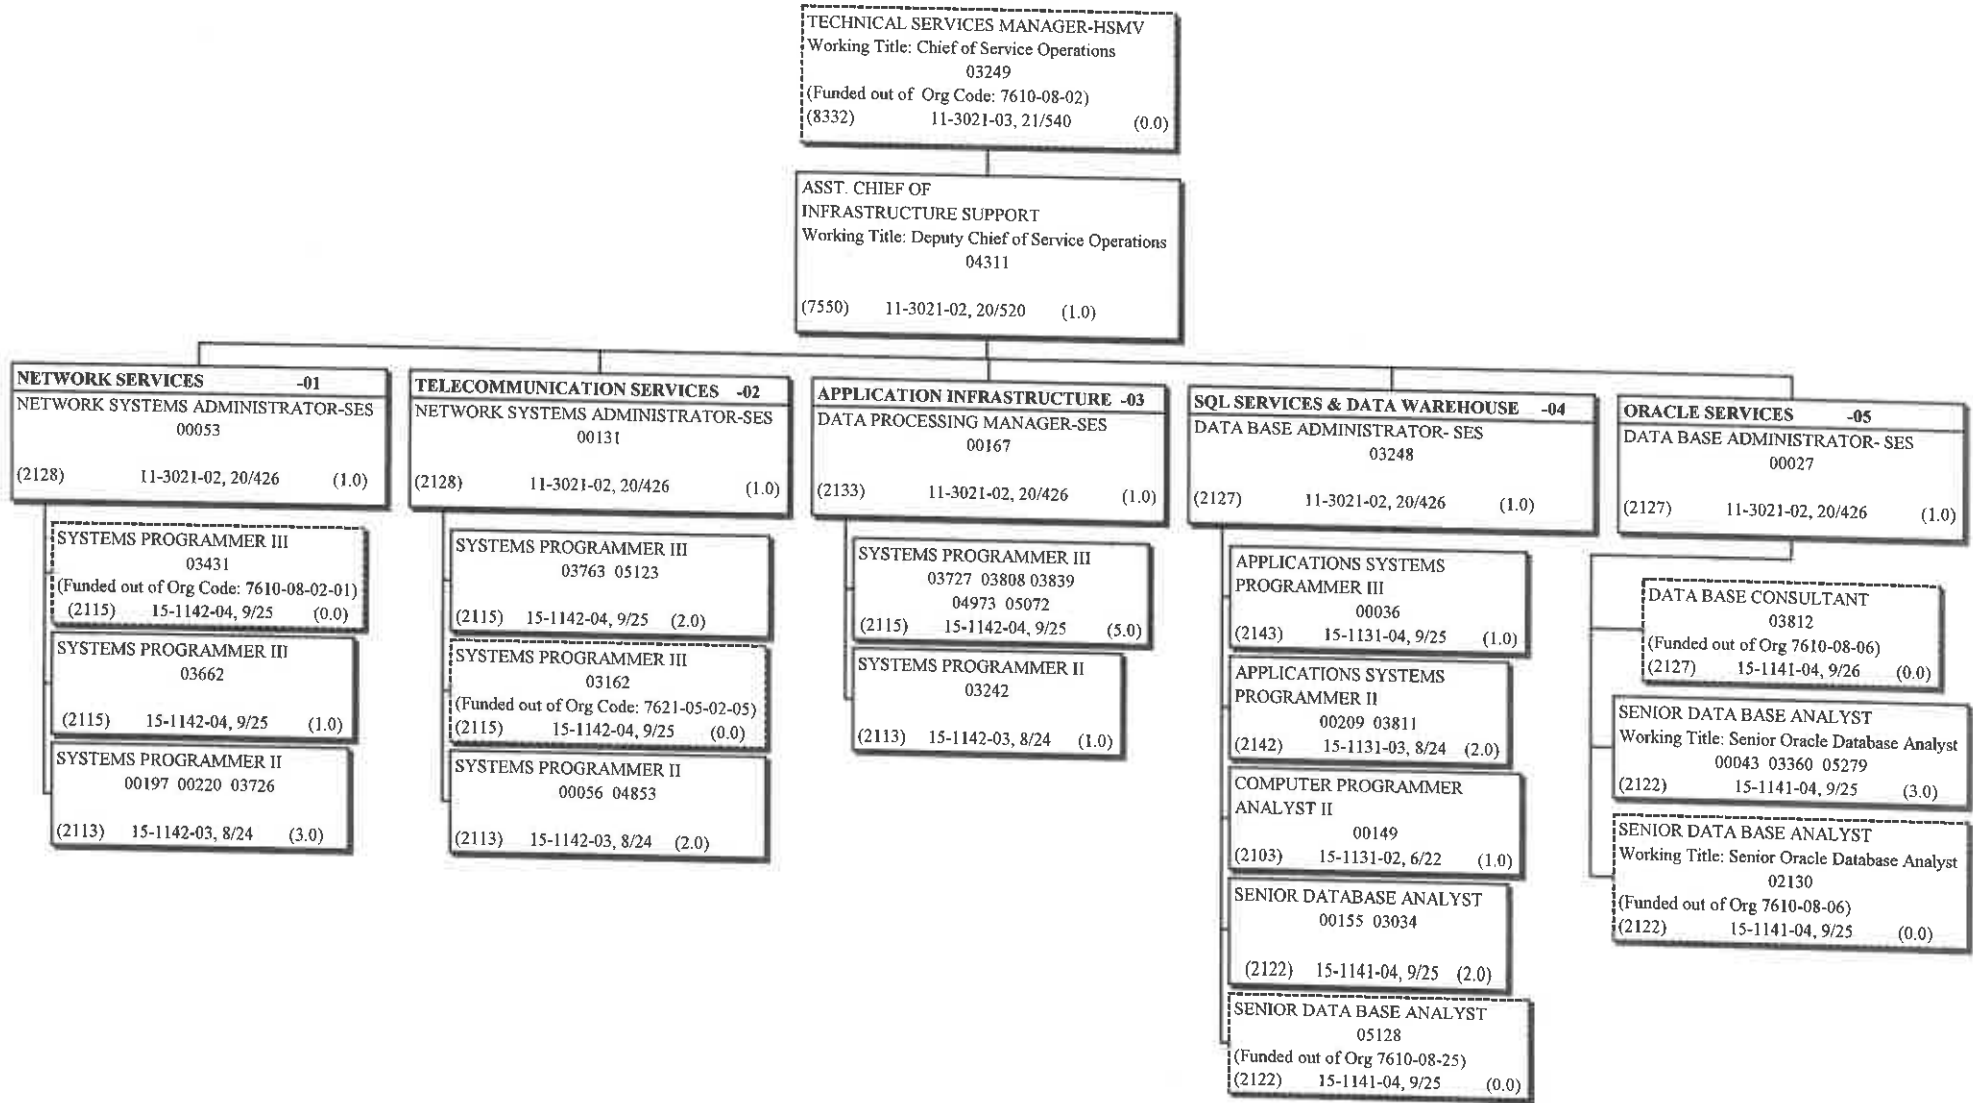 TECHNICAL SERVICES MANAGER-HSMV
Working Title: Chief of Service Operations
03249
(Funded out of Org Code: 7610-08-02)
(8332) 11-3021-03, 21/540 (0.0)
ASST. CHIEF OF
INFRASTRUCTURE SUPPORT
Working Title: Deputy Chief of Service Operations
04311
(7550) 11-3021-02, 20/520 (1.0)
NETWORK SERVICES -01
NETWORK SYSTEMS ADMINISTRATOR-SES
00053
(2128) 11-3021-02, 20/426 (1.0)
SYSTEMS PROGRAMMER III
03431
(Funded out of Org Code: 7610-08-02-01)
(2115) 15-1142-04, 9/25 (0.0)
SYSTEMS PROGRAMMER III
03662
(2115) 15-1142-04, 9/25 (1.0)
SYSTEMS PROGRAMMER II
00197 00220 03726
(2113) 15-1142-03, 8/24 (3.0)
TELECOMMUNICATION SERVICES -02
NETWORK SYSTEMS ADMINISTRATOR-SES
00131
(2128) 11-3021-02, 20/426 (1.0)
SYSTEMS PROGRAMMER III
03763 05123
(2115) 15-1142-04, 9/25 (2.0)
SYSTEMS PROGRAMMER III
03162
(Funded out of Org Code: 7621-05-02-05)
(2115) 15-1142-04, 9/25 (0.0)
SYSTEMS PROGRAMMER II
00056 04853
(2113) 15-1142-03, 8/24 (2.0)
APPLICATION INFRASTRUCTURE -03
DATA PROCESSING MANAGER-SES
00167
(2133) 11-3021-02, 20/426 (1.0)
SYSTEMS PROGRAMMER III
03727 03808 03839
04973 05072
(2115) 15-1142-04, 9/25 (5.0)
SYSTEMS PROGRAMMER II
03242
(2113) 15-1142-03, 8/24 (1.0)
SQL SERVICES & DATA WAREHOUSE -04
DATA BASE ADMINISTRATOR- SES
03248
(2127) 11-3021-02, 20/426 (1.0)
APPLICATIONS SYSTEMS
PROGRAMMER III
00036
(2143) 15-1131-04, 9/25 (1.0)
APPLICATIONS SYSTEMS
PROGRAMMER II
00209 03811
(2142) 15-1131-03, 8/24 (2.0)
COMPUTER PROGRAMMER
ANALYST II
00149
(2103) 15-1131-02, 6/22 (1.0)
SENIOR DATABASE ANALYST
00155 03034
(2122) 15-1141-04, 9/25 (2.0)
SENIOR DATA BASE ANALYST
05128
(Funded out of Org 7610-08-25)
(2122) 15-1141-04, 9/25 (0.0)
ORACLE SERVICES -05
DATA BASE ADMINISTRATOR- SES
00027
(2127) 11-3021-02, 20/426 (1.0)
DATA BASE CONSULTANT
03812
(Funded out of Org 7610-08-06)
(2127) 15-1141-04, 9/26 (0.0)
SENIOR DATA BASE ANALYST
Working Title: Senior Oracle Database Analyst
00043 03360 05279
(2122) 15-1141-04, 9/25 (3.0)
SENIOR DATA BASE ANALYST
Working Title: Senior Oracle Database Analyst
02130
(Funded out of Org 7610-08-06)
(2122) 15-1141-04, 9/25 (0.0)